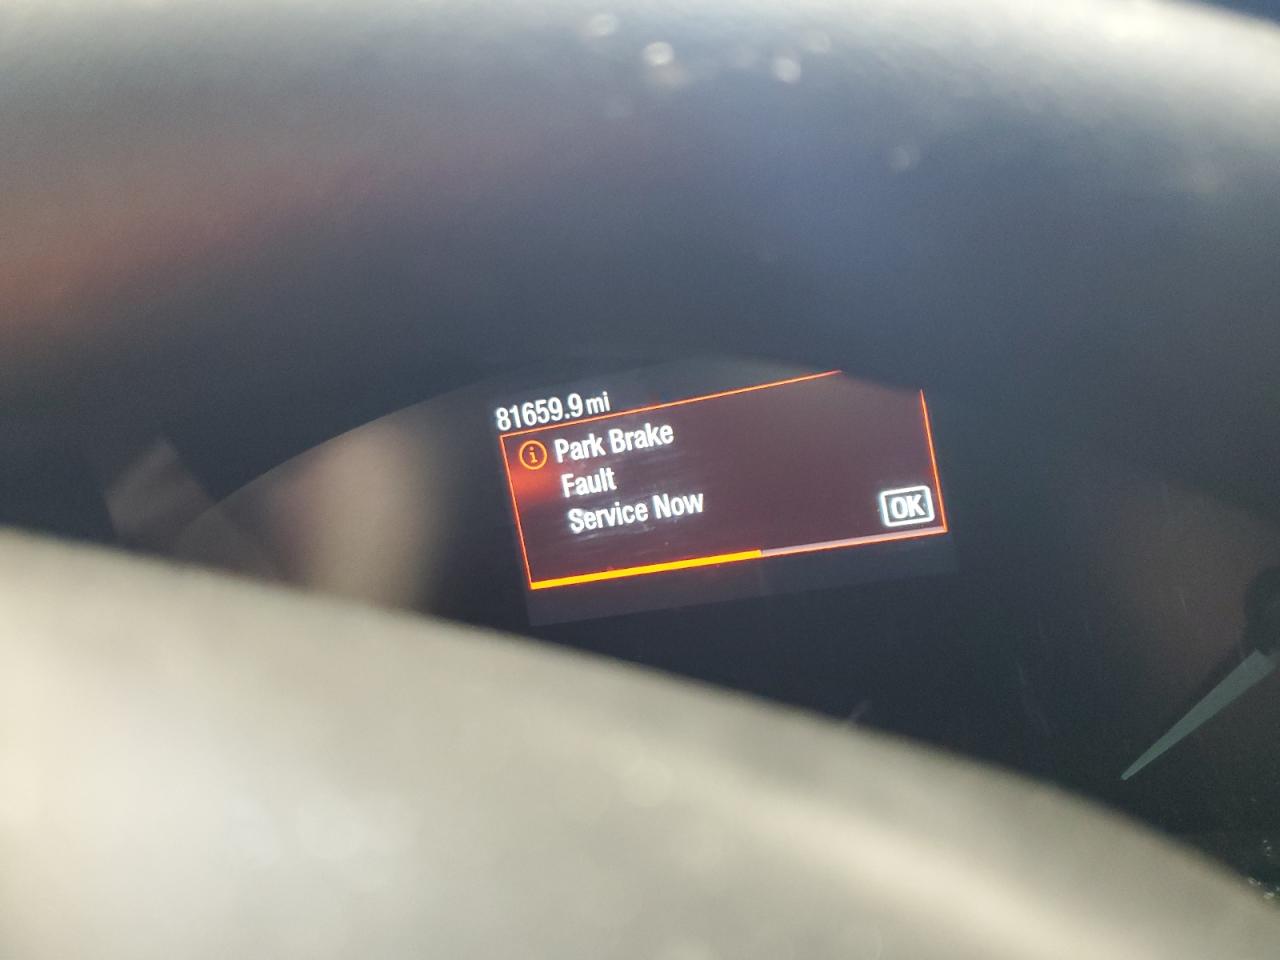 81659.9 mi
Park Brake
Fault
Service Now
OK